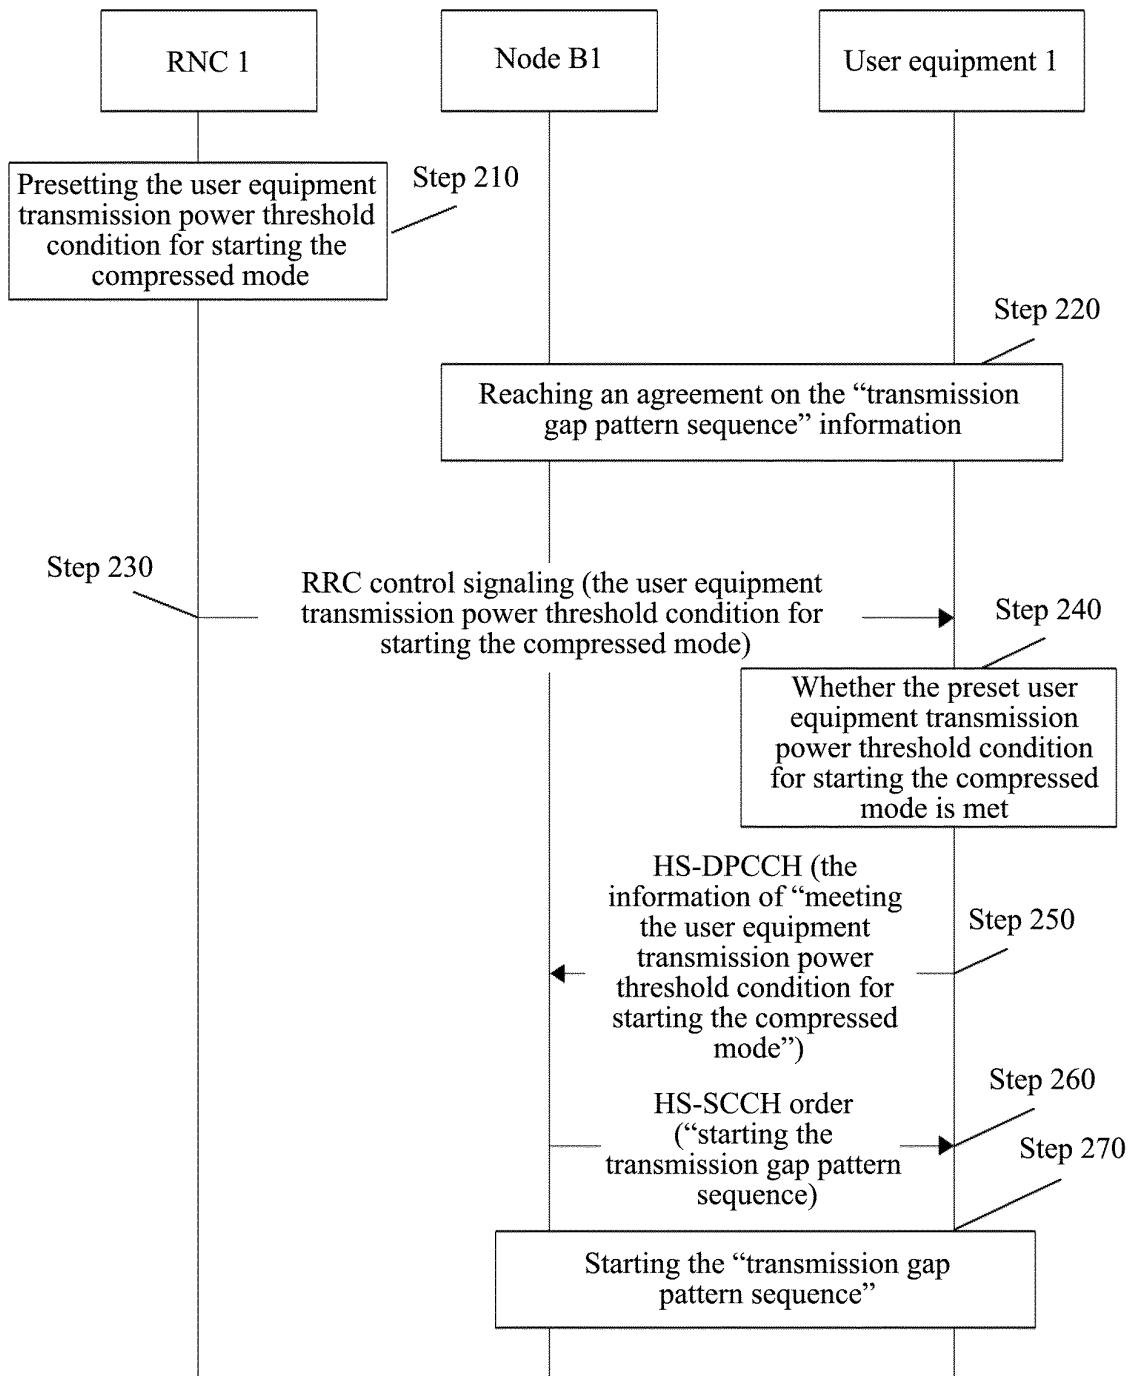 RNC 1
Node B1
User equipment 1
Presetting the user equipment
transmission power threshold
condition for starting the
compressed mode
Step 210
Step 220
Reaching an agreement on the “transmission
gap pattern sequence” information
Step 230
RRC control signaling (the user equipment
transmission power threshold condition for
starting the compressed mode)
Step 240
Whether the preset user
equipment transmission
power threshold condition
for starting the compressed
mode is met
HS-DPCCH (the
information of “meeting
the user equipment
transmission power
threshold condition for
starting the compressed
mode”)
Step 250
HS-SCCH order
(“starting the
transmission gap pattern
sequence)
Step 260
Step 270
Starting the “transmission gap
pattern sequence”